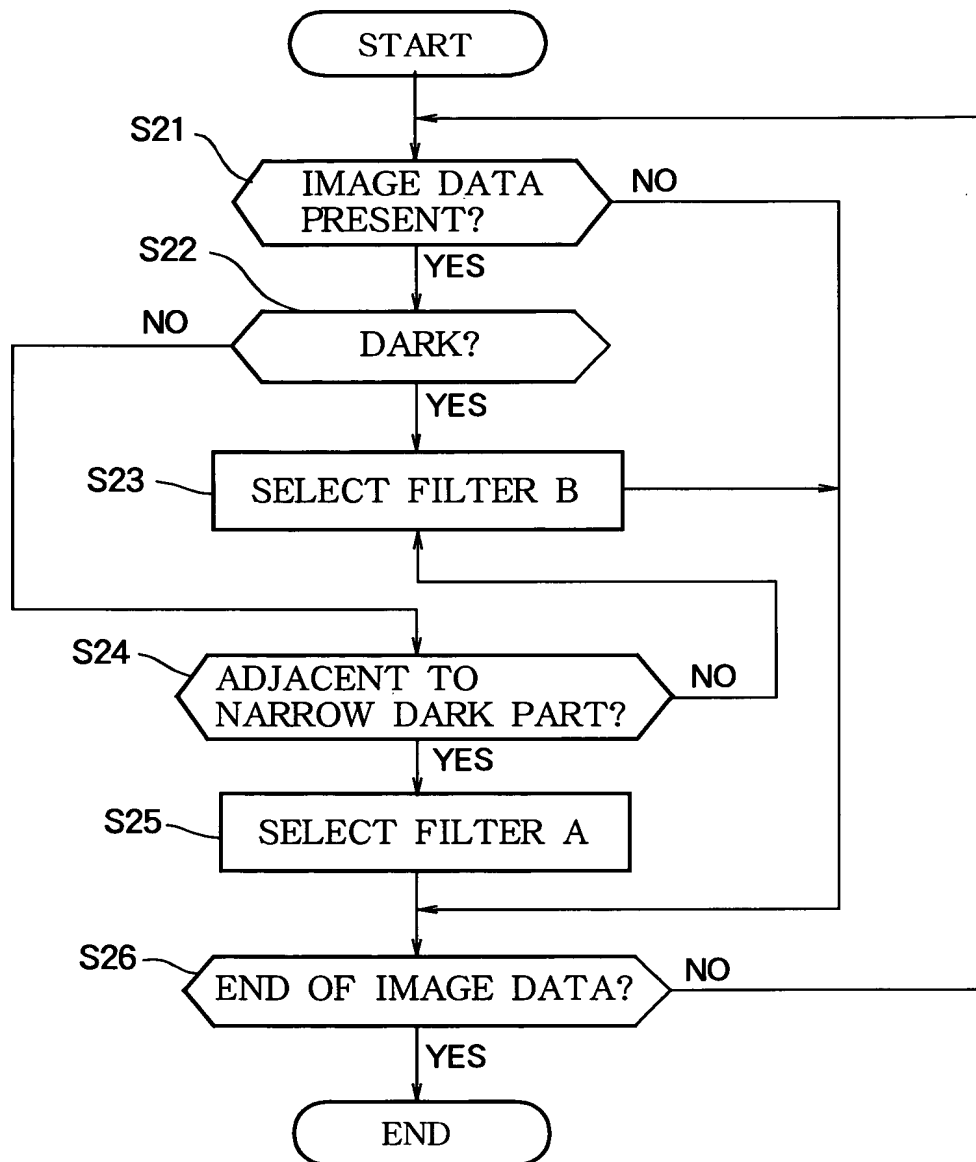 START
S21
IMAGE DATA
PRESENT?
NO
YES
S22
NO
DARK?
YES
S23
SELECT FILTER B
S24
ADJACENT TO
NARROW DARK PART?
NO
YES
S25
SELECT FILTER A
S26
END OF IMAGE DATA?
NO
YES
END